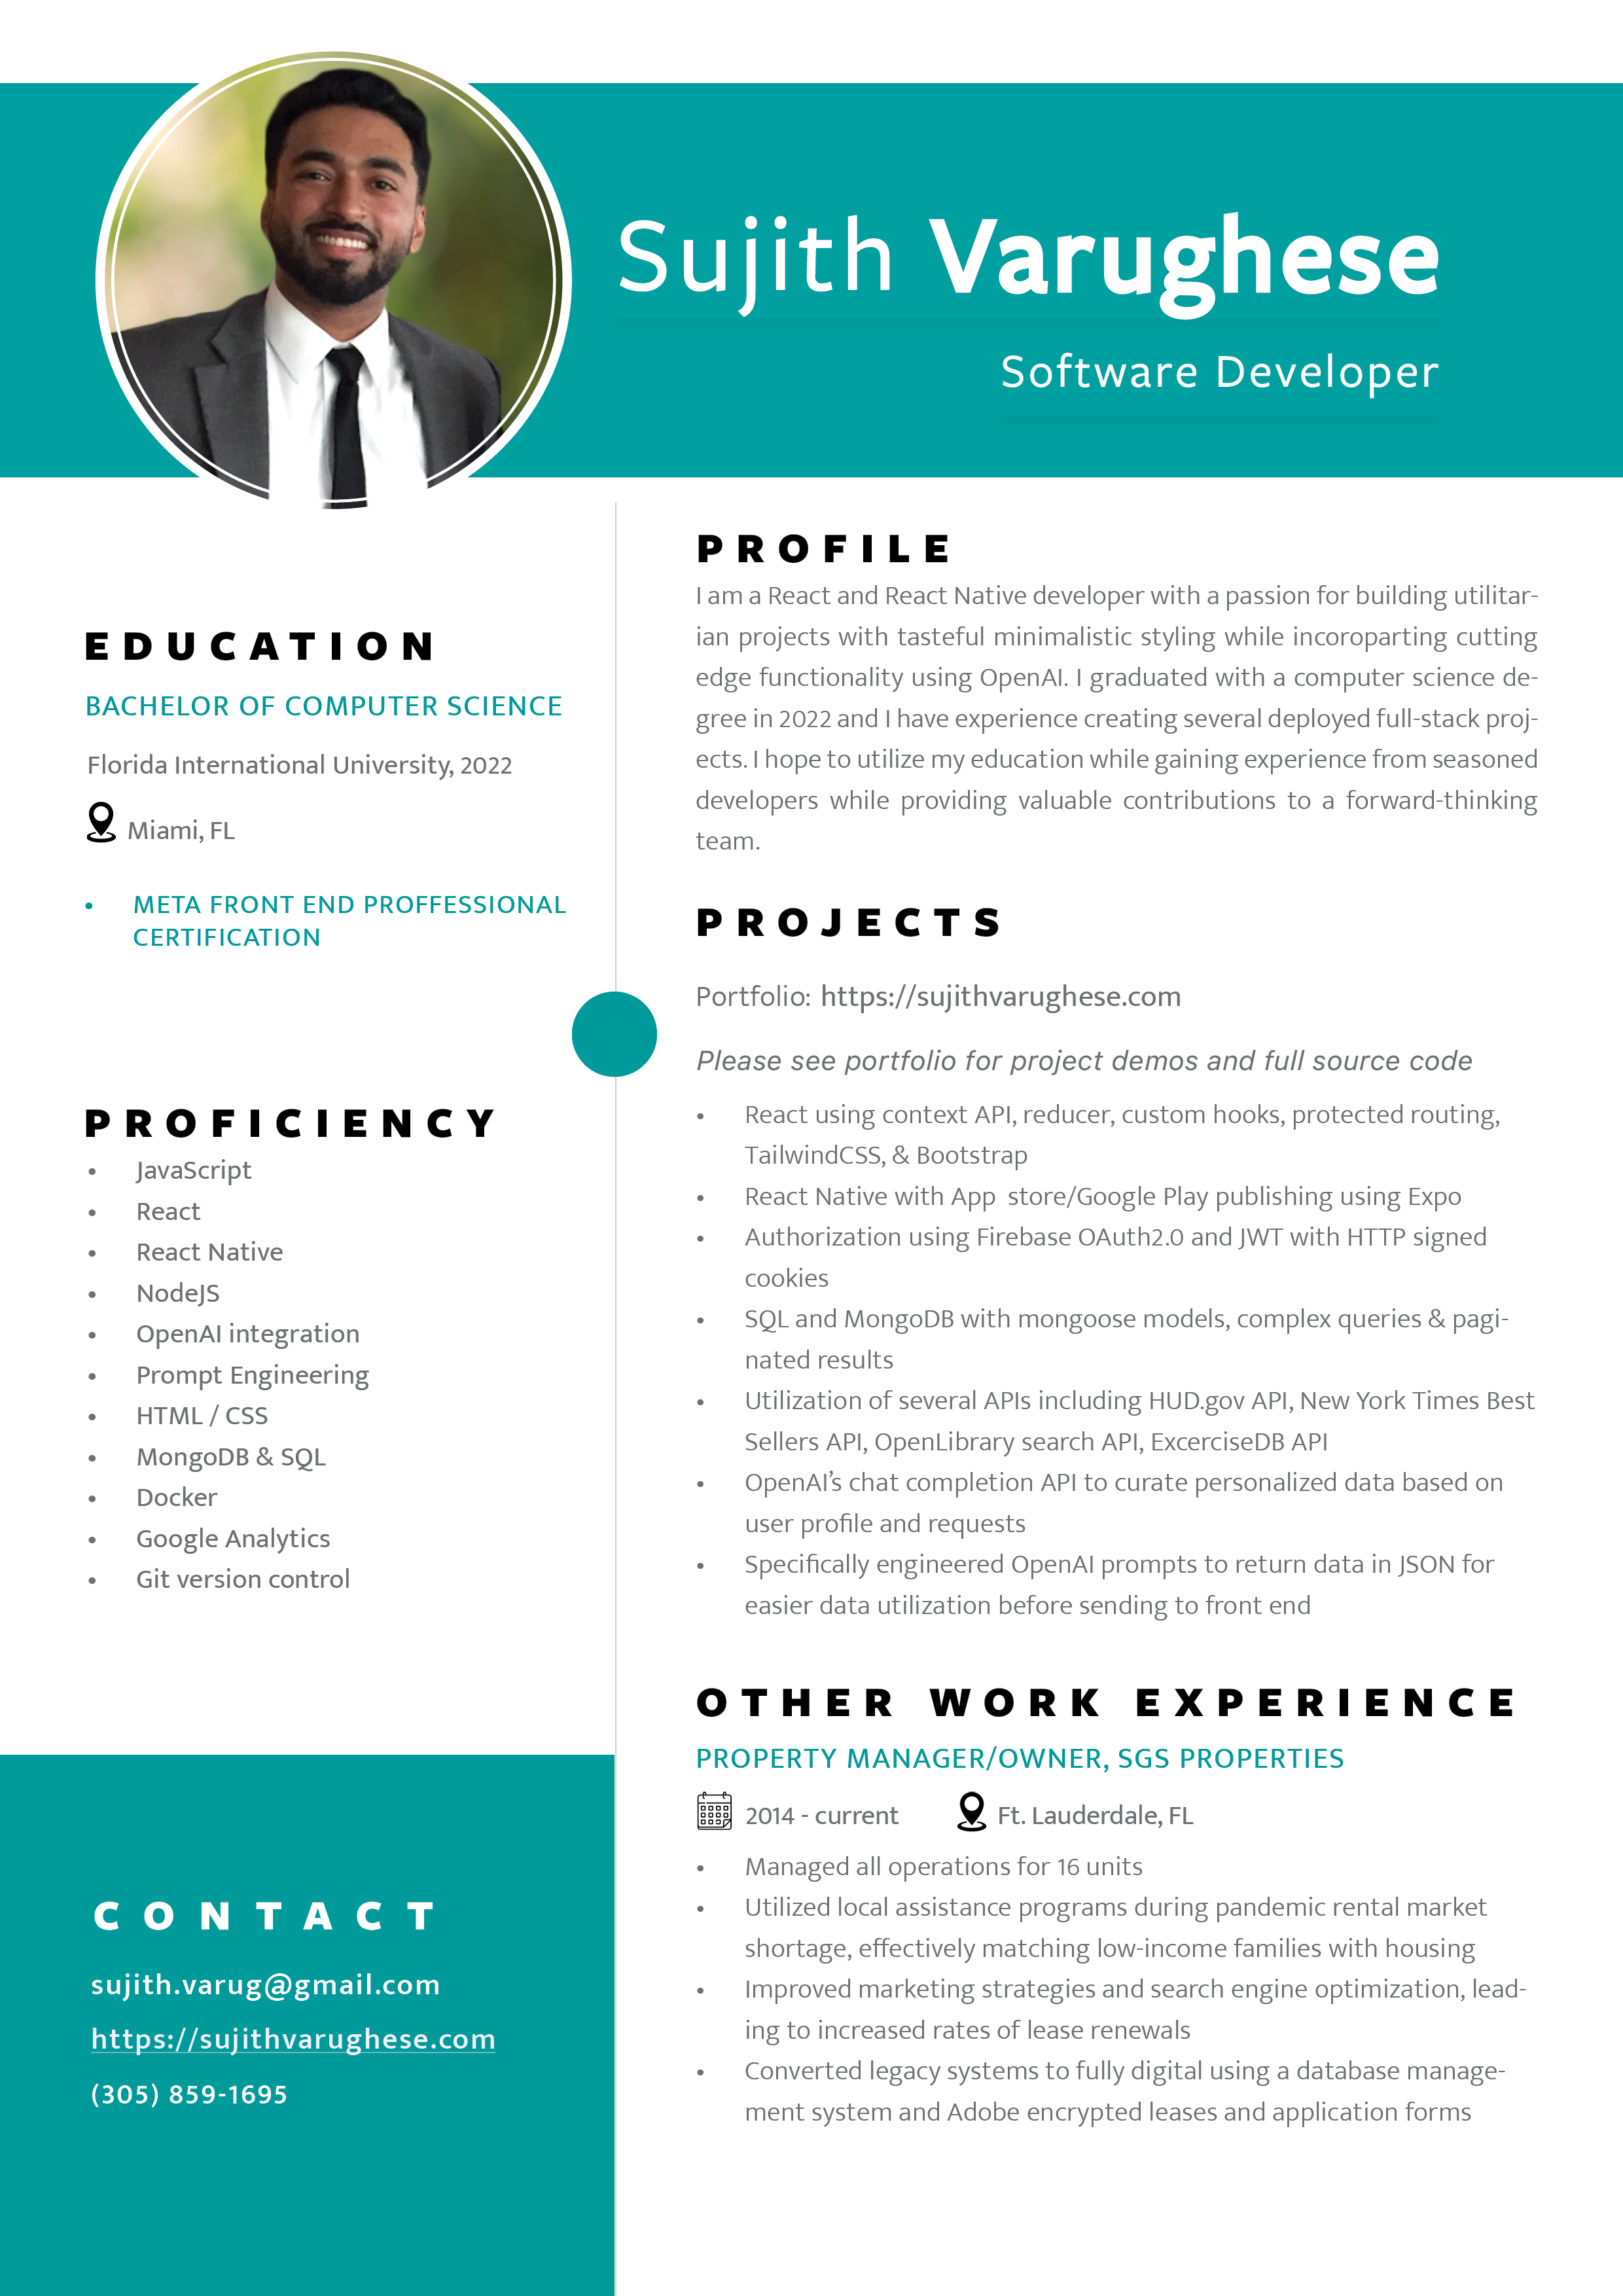 Sujith Varughese
Software Developer
EDUCATION
BACHELOR OF COMPUTER SCIENCE
Florida International University, 2022
Miami, FL
• META FRONT END PROFFESSIONAL
CERTIFICATION
PROFICIENCY
• JavaScript
• React
• React Native
• NodeJS
• OpenAI integration
• Prompt Engineering
• HTML / CSS
• MongoDB & SQL
• Docker
• Google Analytics
• Git version control
CONTACT
sujith.varug@gmail.com
https://sujithvarughese.com
(305) 859-1695
PROFILE
I am a React and React Native developer with a passion for building utilitar-
ian projects with tasteful minimalistic styling while incoroparting cutting
edge functionality using OpenAI. I graduated with a computer science de-
gree in 2022 and I have experience creating several deployed full-stack proj-
ects. I hope to utilize my education while gaining experience from seasoned
developers while providing valuable contributions to a forward-thinking
team.
PROJECTS
Portfolio: https://sujithvarughese.com
Please see portfolio for project demos and full source code
• React using context API, reducer, custom hooks, protected routing,
TailwindCSS, & Bootstrap
• React Native with App store/Google Play publishing using Expo
• Authorization using Firebase OAuth2.0 and JWT with HTTP signed
cookies
• SQL and MongoDB with mongoose models, complex queries & pagi-
nated results
• Utilization of several APIs including HUD.gov API, New York Times Best
Sellers API, OpenLibrary search API, ExcerciseDB API
• OpenAI’s chat completion API to curate personalized data based on
user profile and requests
• Specifically engineered OpenAI prompts to return data in JSON for
easier data utilization before sending to front end
OTHER WORK EXPERIENCE
PROPERTY MANAGER/OWNER, SGS PROPERTIES
2014 - current Ft. Lauderdale, FL
• Managed all operations for 16 units
• Utilized local assistance programs during pandemic rental market
shortage, effectively matching low-income families with housing
• Improved marketing strategies and search engine optimization, lead-
ing to increased rates of lease renewals
• Converted legacy systems to fully digital using a database manage-
ment system and Adobe encrypted leases and application forms